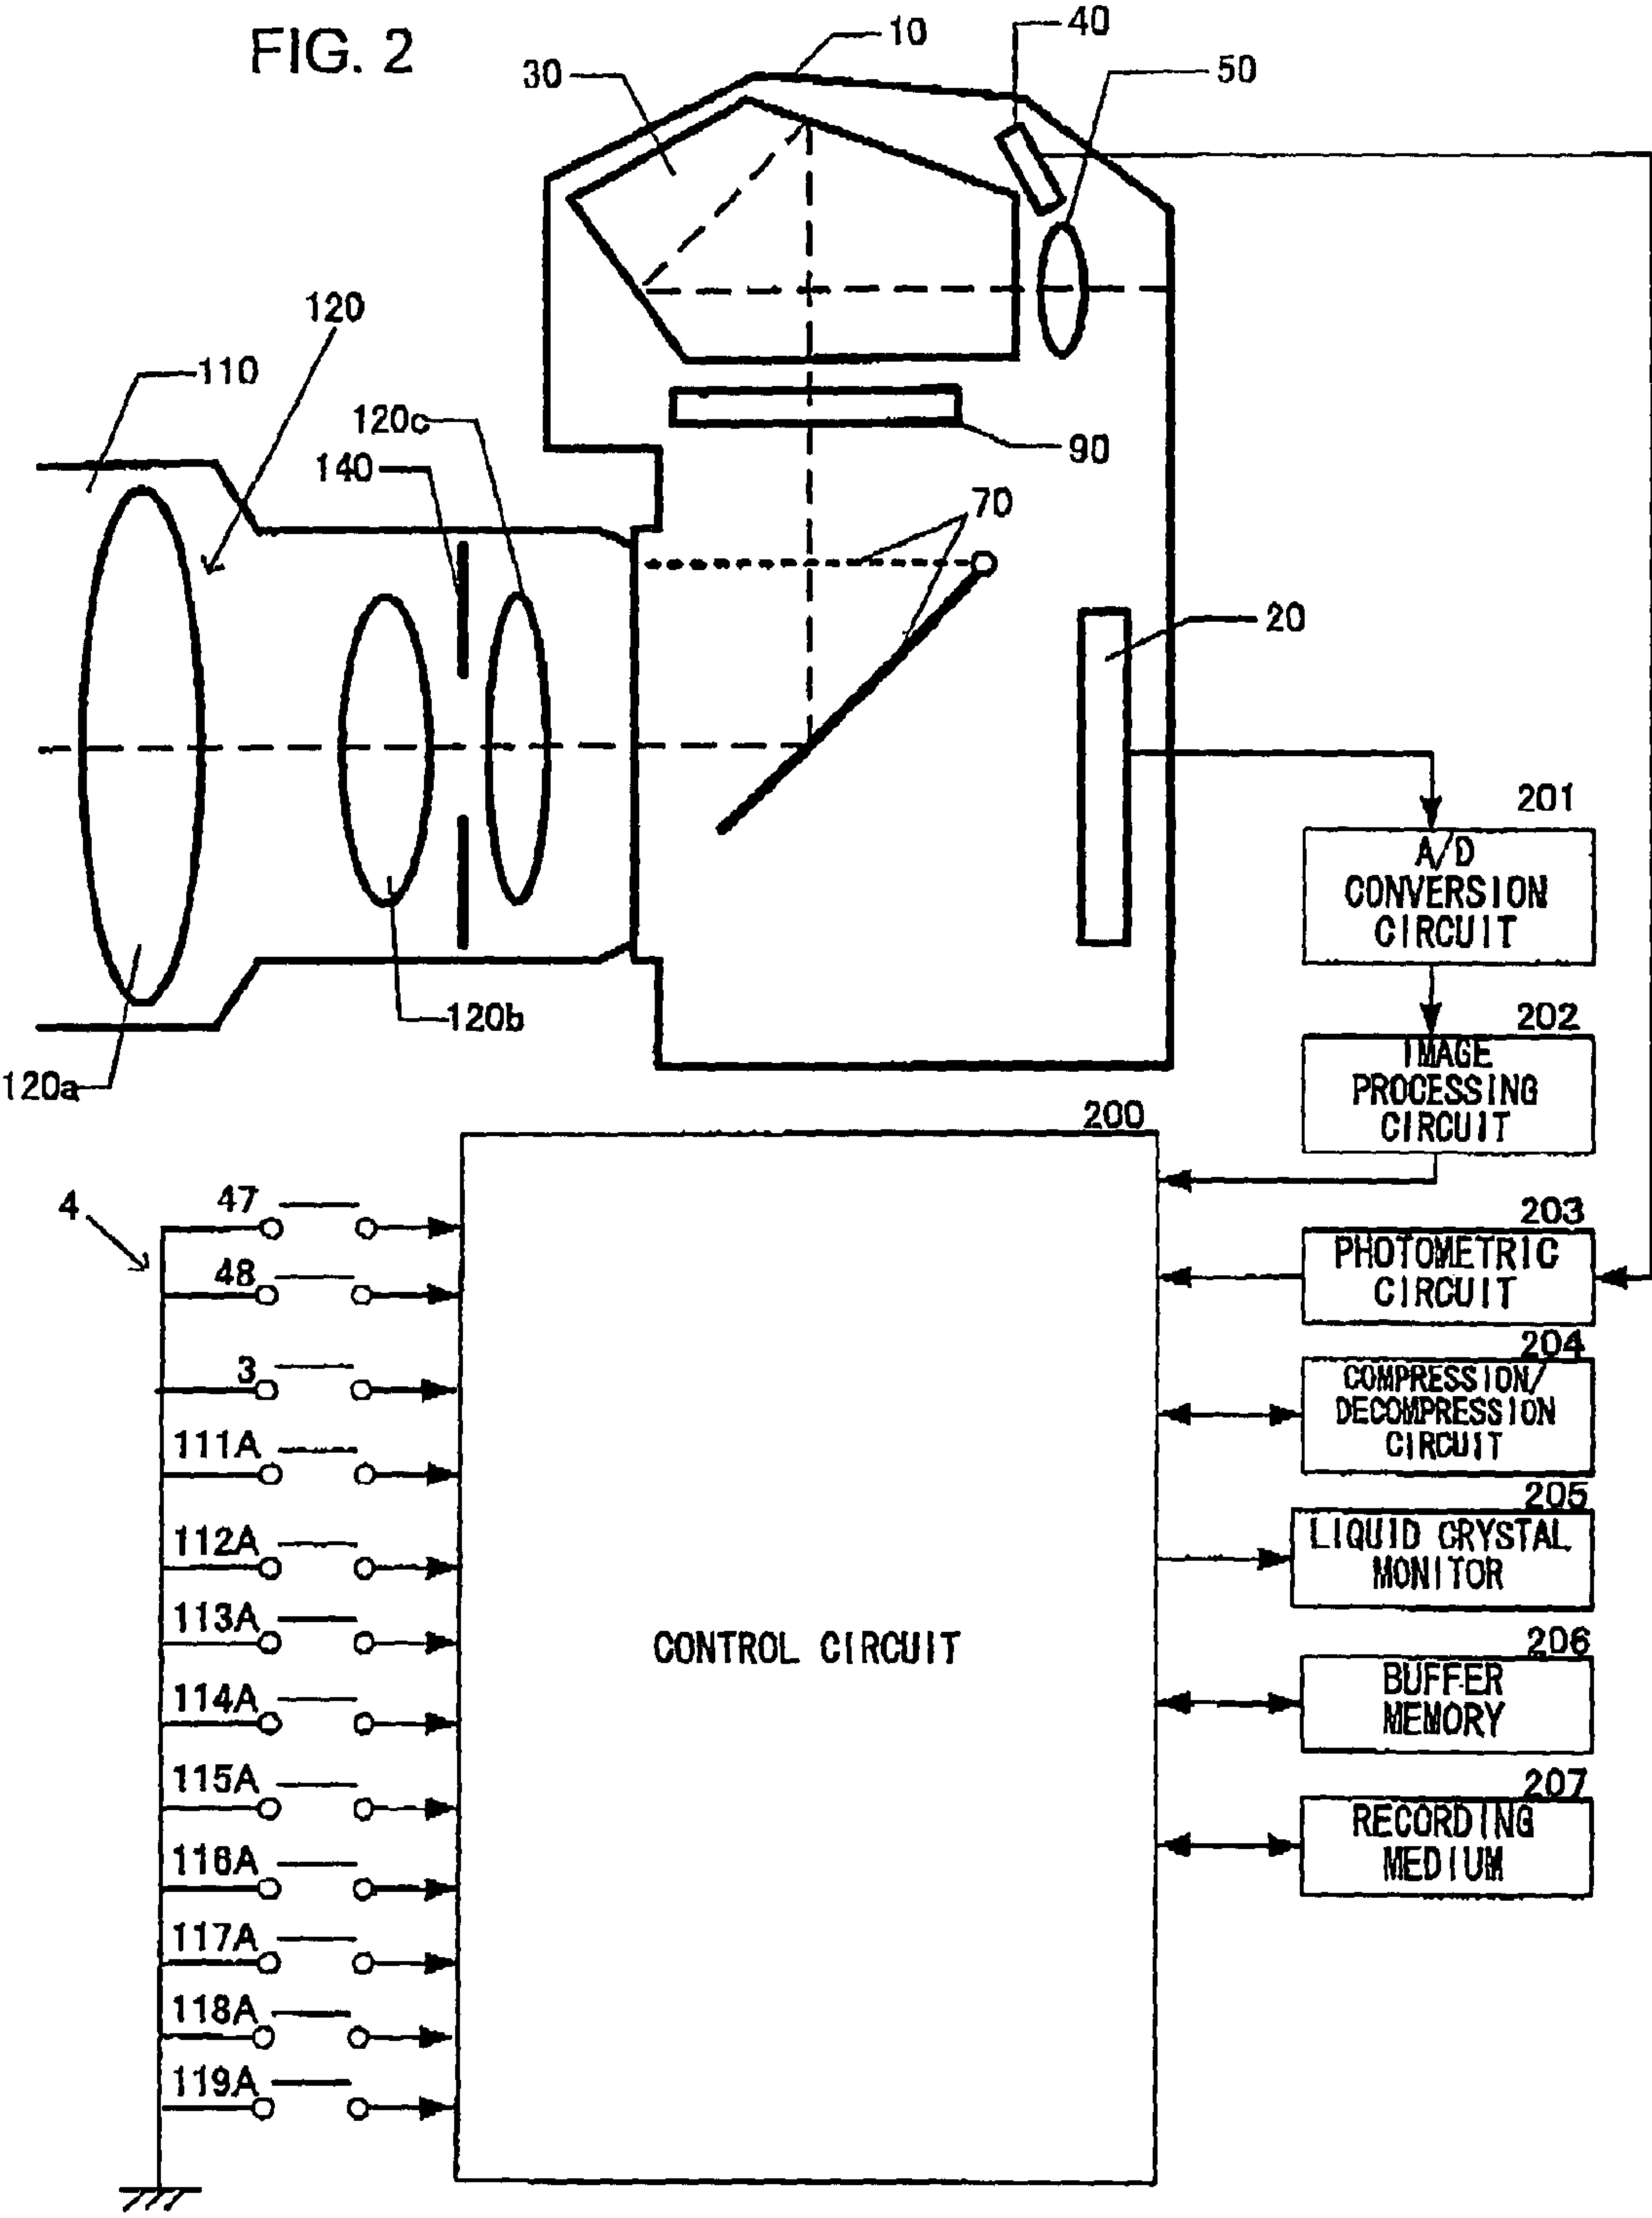 FIG. 2
10
40
30
50
120
110
120c
140
90
70
20
201
A/D
CONVERSION
CIRCUIT
202
IMAGE
PROCESSING
CIRCUIT
120b
120a
200
4
47
48
3
111A
112A
113A
114A
115A
116A
117A
118A
119A
CONTROL CIRCUIT
203
PHOTOMETRIC
CIRCUIT
204
COMPRESSION/
DECOMPRESSION
CIRCUIT
205
LIQUID CRYSTAL
MONITOR
206
BUFFER
MEMORY
207
RECORDING
MEDIUM